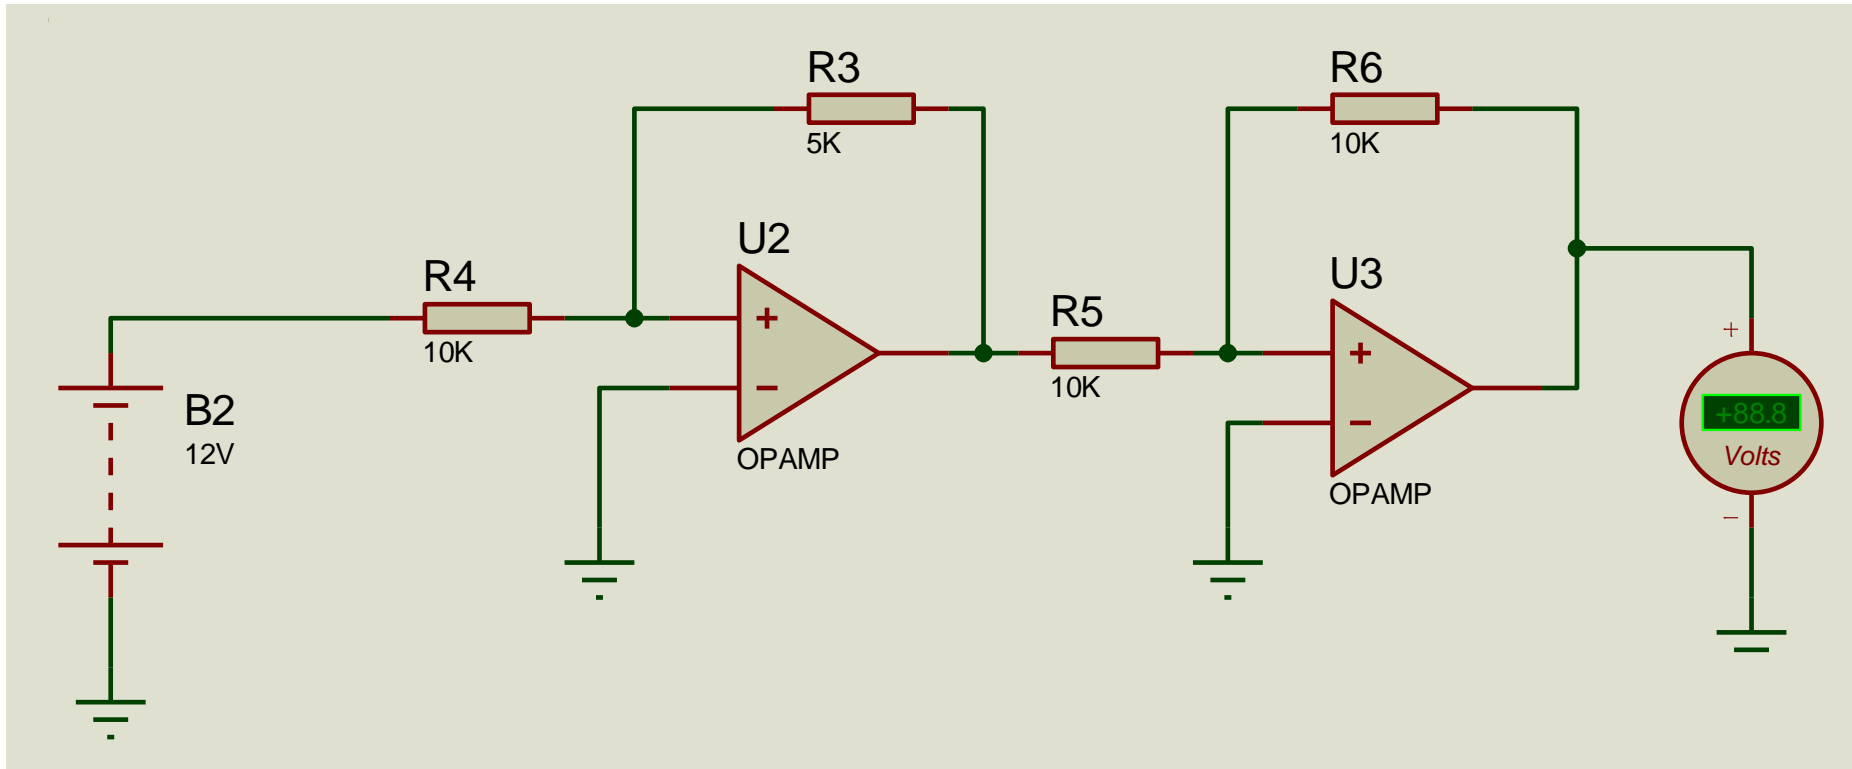 R3
5K
R6
10K
U2
U3
R4
10K
R5
10K
+
−
+
−
B2
12V
OPAMP
OPAMP
+
+88.8
Volts
−